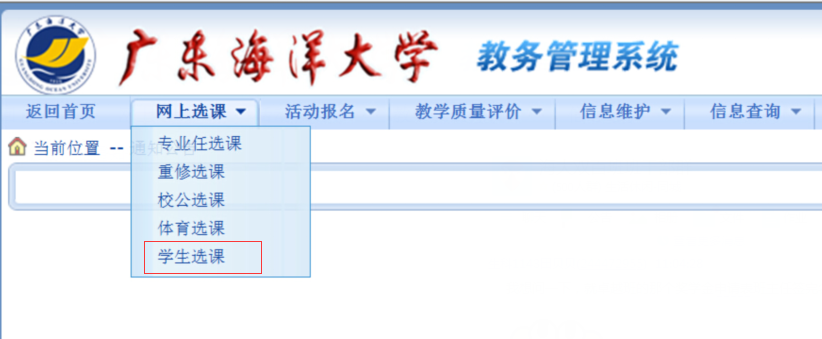 广东海洋大学 教务管理系统
返回首页 网上选课 活动报名 教学质量评价 信息维护 信息查询
当前位置 -- 通知
专业任选课
重修选课
校公选课
体育选课
学生选课